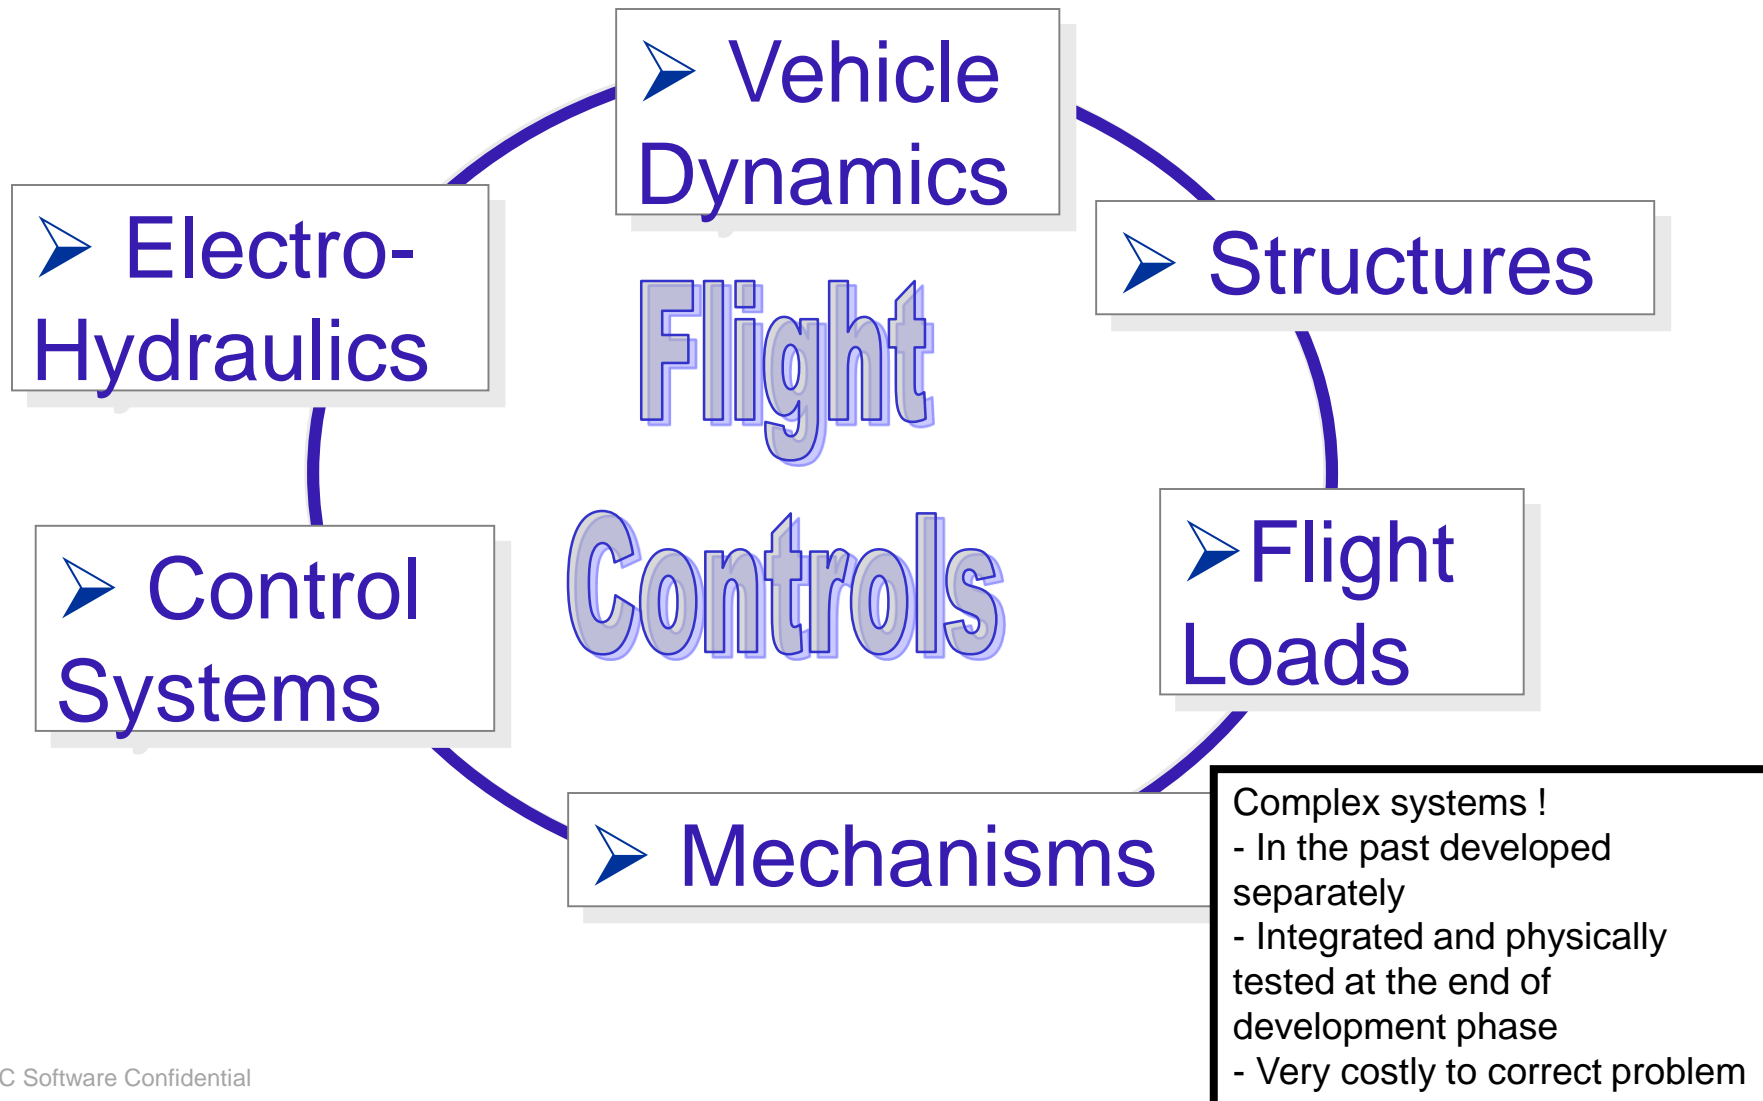 ➢ Vehicle
Dynamics
➢ Electro-
Hydraulics
➢ Structures
Flight
Controls
➢ Control
Systems
➢Flight
Loads
➢ Mechanisms
Complex systems !
- In the past developed
separately
- Integrated and physically
tested at the end of
development phase
- Very costly to correct problem
C Software Confidential